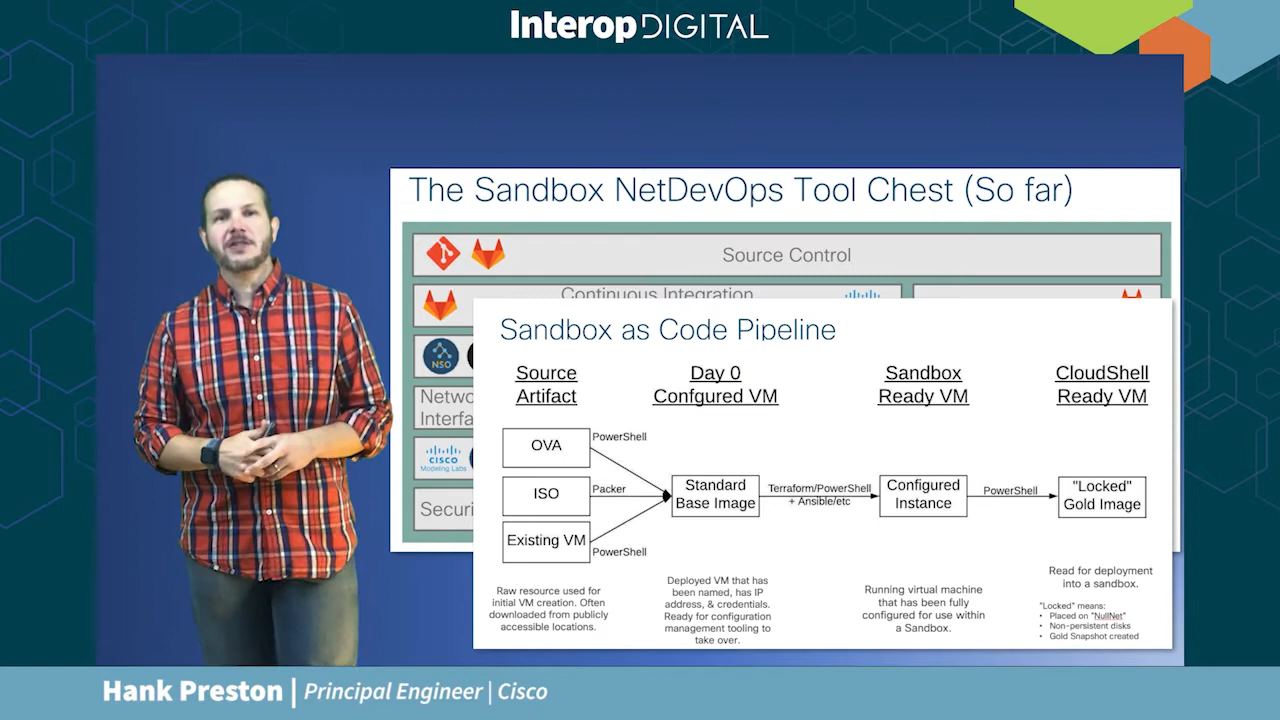 Interop DIGITAL
The Sandbox NetDevOps Tool Chest (So far)
Source Control
Continuous Integration
NSO
Netwo
Interfa
CISCO
Modeling Labs
Securi
Sandbox as Code Pipeline
Source
Artifact
Day 0
Confgured VM
Sandbox
Ready VM
CloudShell
Ready VM
OVA
PowerShell
ISO
Packer
Existing VM
PowerShell
Standard
Base Image
Terraform/PowerShell
+ Ansible/etc
Configured
Instance
PowerShell
"Locked"
Gold Image
Raw resource used for
initial VM creation. Often
downloaded from publicly
accessible locations.
Deployed VM that has
been named, has IP
address, & credentials.
Ready for configuration
management tooling to
take over.
Running virtual machine
that has been fully
configured for use within
a Sandbox.
Read for deployment
into a sandbox.
"Locked" means:
• Placed on "NullNet"
• Non-persistent disks
• Gold Snapshot created
Hank Preston | Principal Engineer | Cisco